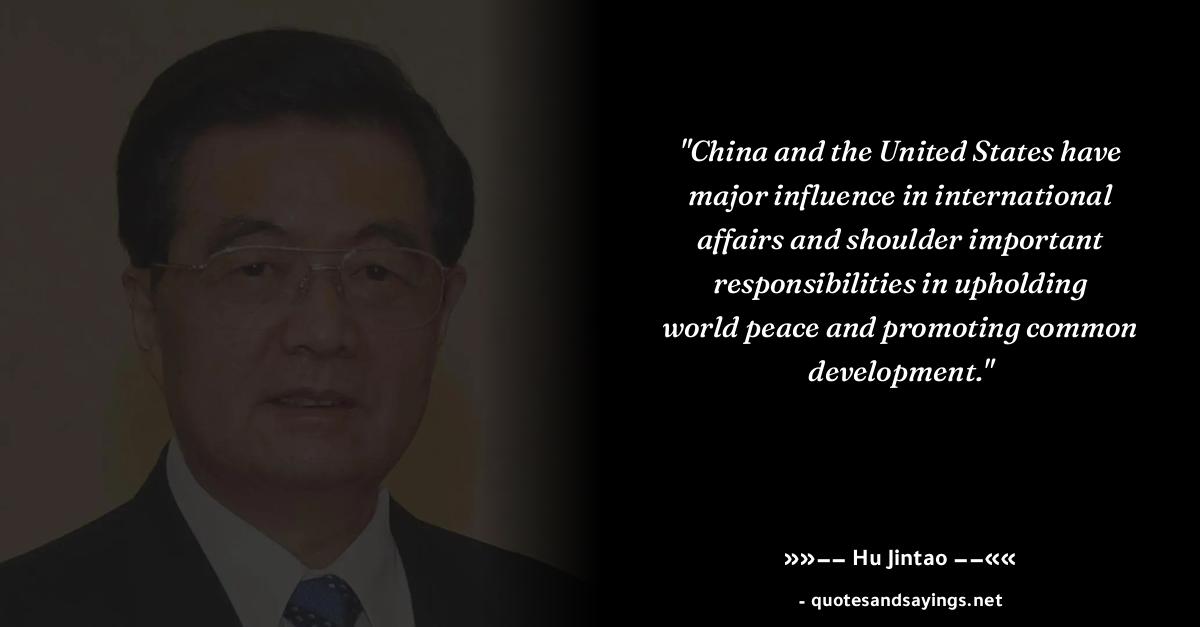 "China and the United States have
major influence in international
affairs and shoulder important
responsibilities in upholding
world peace and promoting common
development."
»»−− Hu Jintao −−««
- quotesandsayings.net